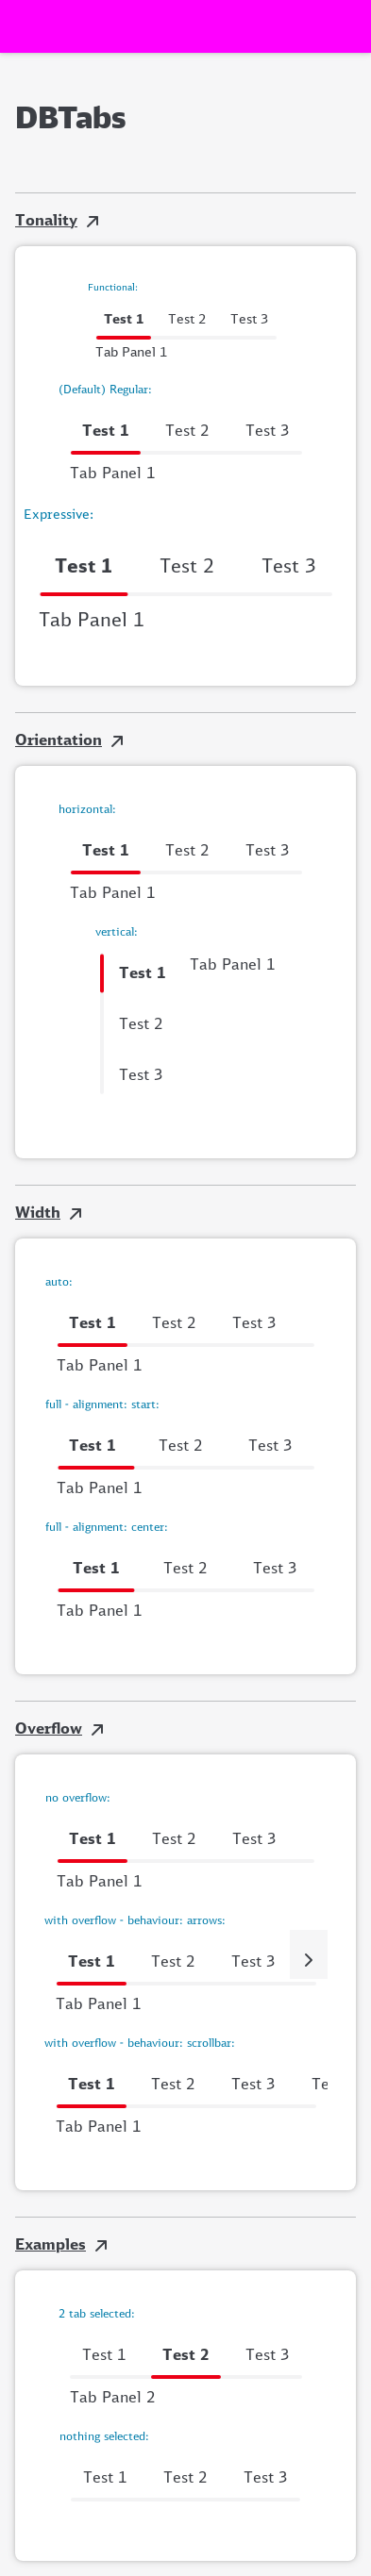 DBTabs
Tonality
Functional:
Test 1 Test 2 Test 3
Tab Panel 1
(Default) Regular:
Test 1 Test 2 Test 3
Tab Panel 1
Expressive:
Test 1 Test 2 Test 3
Tab Panel 1
Orientation
horizontal:
Test 1 Test 2 Test 3
Tab Panel 1
vertical:
Test 1 Tab Panel 1
Test 2
Test 3
Width
auto:
Test 1 Test 2 Test 3
Tab Panel 1
full - alignment: start:
Test 1 Test 2 Test 3
Tab Panel 1
full - alignment: center:
Test 1 Test 2 Test 3
Tab Panel 1
Overflow
no overflow:
Test 1 Test 2 Test 3
Tab Panel 1
with overflow - behaviour: arrows:
Test 1 Test 2 Test 3
Tab Panel 1
with overflow - behaviour: scrollbar:
Test 1 Test 2 Test 3 Te
Tab Panel 1
Examples
2 tab selected:
Test 1 Test 2 Test 3
Tab Panel 2
nothing selected:
Test 1 Test 2 Test 3